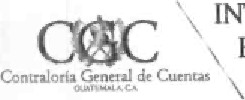 CGC
Contraloría General de Cuentas
GUATEMALA, C.A.
IN